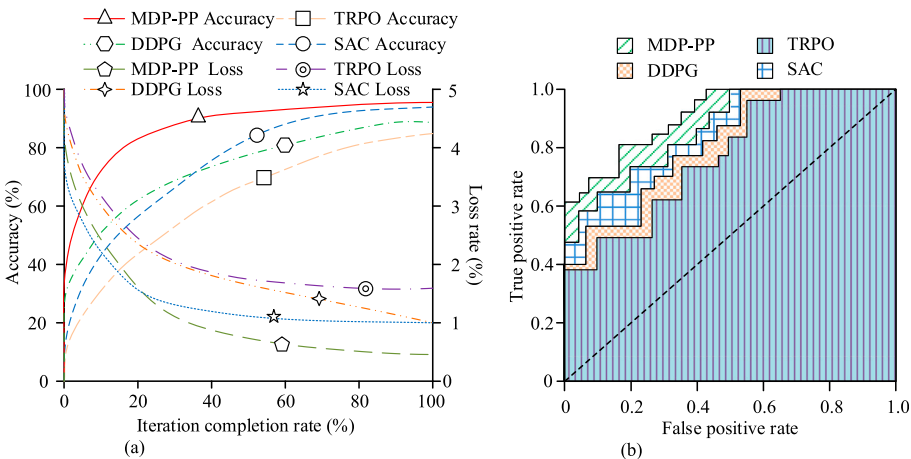 (a)
MDP-PP Accuracy TRPO Accuracy
DDPG Accuracy SAC Accuracy
MDP-PP Loss TRPO Loss
DDPG Loss SAC Loss
100
80
60
40
20
0
Accuracy (%)
5
4
3
2
1
0
Loss rate (%)
0 20 40 60 80 100
Iteration completion rate (%)
(a)
MDP-PP TRPO
DDPG SAC
1.0
0.8
0.6
0.4
0.2
0
True positive rate
0 0.2 0.4 0.6 0.8 1.0
False positive rate
(b)